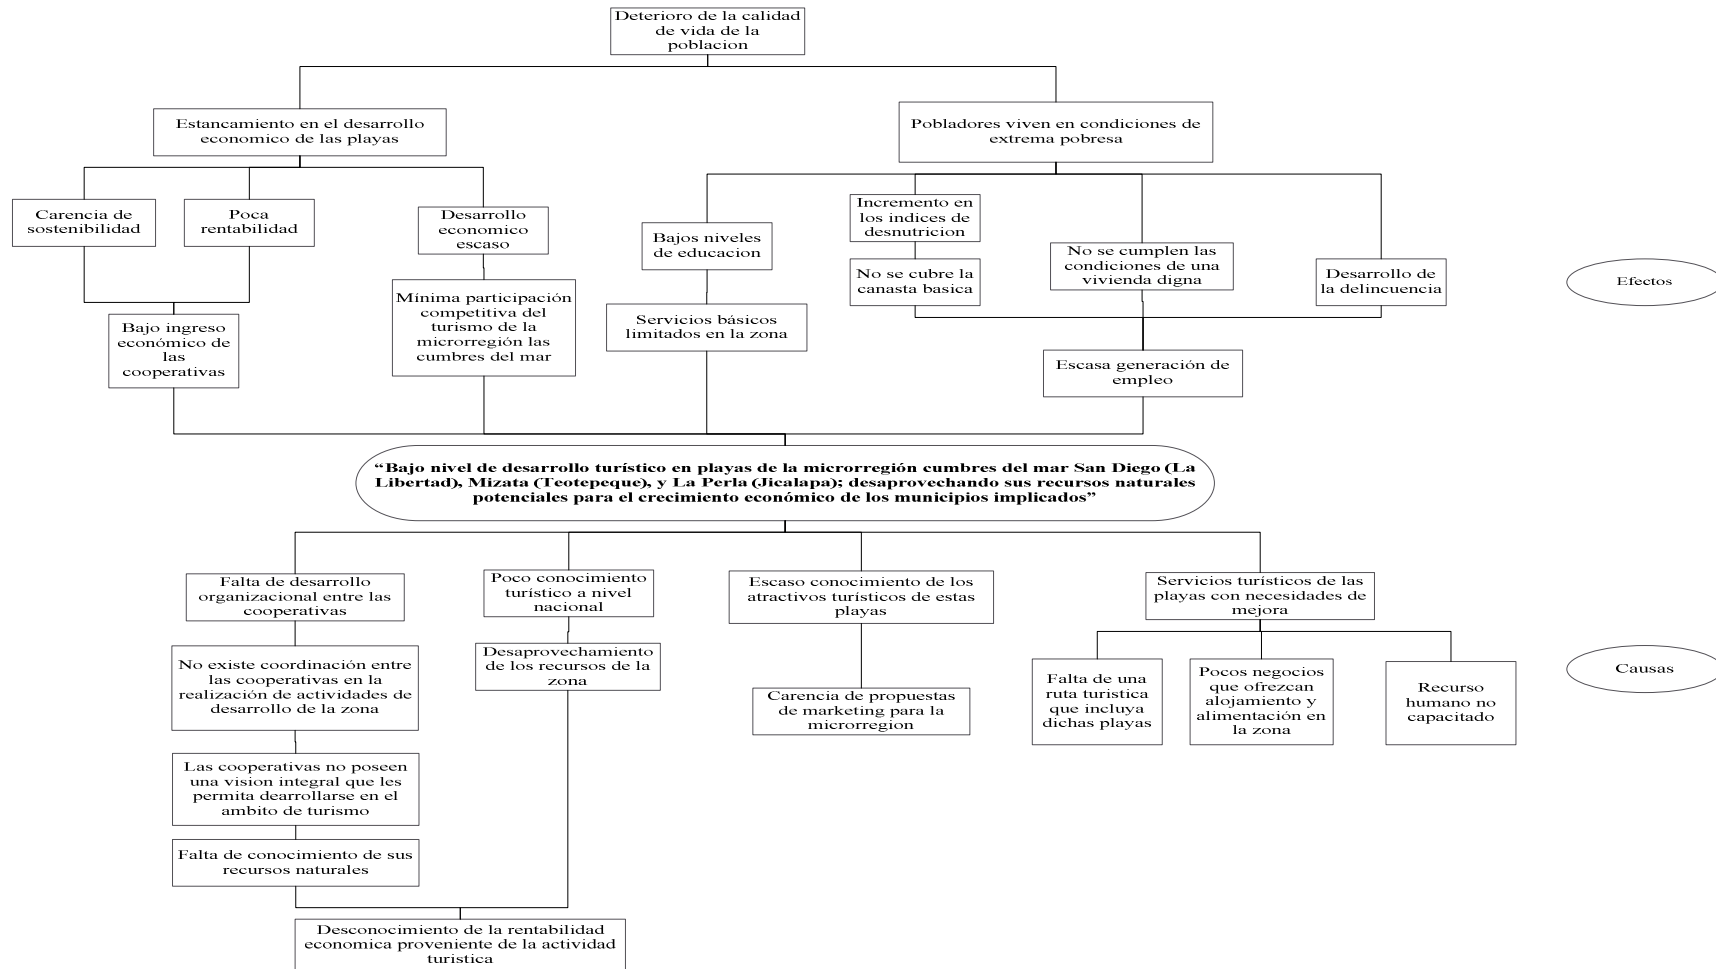 Deterioro de la calidad
de vida de la
poblacion
Estancamiento en el desarrollo
economico de las playas
Pobladores viven en condiciones de
extrema pobresa
Carencia de
sostenibilidad
Poca
rentabilidad
Desarrollo
economico
escaso
Bajos niveles
de educacion
Incremento en
los indices de
desnutricion
No se cubre la
canasta basica
No se cumplen las
condiciones de una
vivienda digna
Desarrollo de
la delincuencia
Efectos
Bajo ingreso
económico de
las
cooperativas
Mínima participación
competitiva del
turismo de la
microrregión las
cumbres del mar
Servicios básicos
limitados en la zona
Escasa generación de
empleo
“Bajo nivel de desarrollo turístico en playas de la microrregión cumbres del mar San Diego (La
Libertad), Mizata (Teotepeque), y La Perla (Jicalapa); desaprovechando sus recursos naturales
potenciales para el crecimiento económico de los municipios implicados”
Falta de desarrollo
organizacional entre las
cooperativas
Poco conocimiento
turístico a nivel
nacional
Escaso conocimiento de los
atractivos turísticos de estas
playas
Servicios turísticos de las
playas con necesidades de
mejora
No existe coordinación entre
las cooperativas en la
realización de actividades de
desarrollo de la zona
Desaprovechamiento
de los recursos de la
zona
Carencia de propuestas
de marketing para la
microrregion
Falta de una
ruta turistica
que incluya
dichas playas
Pocos negocios
que ofrezcan
alojamiento y
alimentación en
la zona
Recurso
humano no
capacitado
Causas
Las cooperativas no poseen
una vision integral que les
permita dearrollarse en el
ambito de turismo
Falta de conocimiento de sus
recursos naturales
Desconocimiento de la rentabilidad
economica proveniente de la actividad
turistica